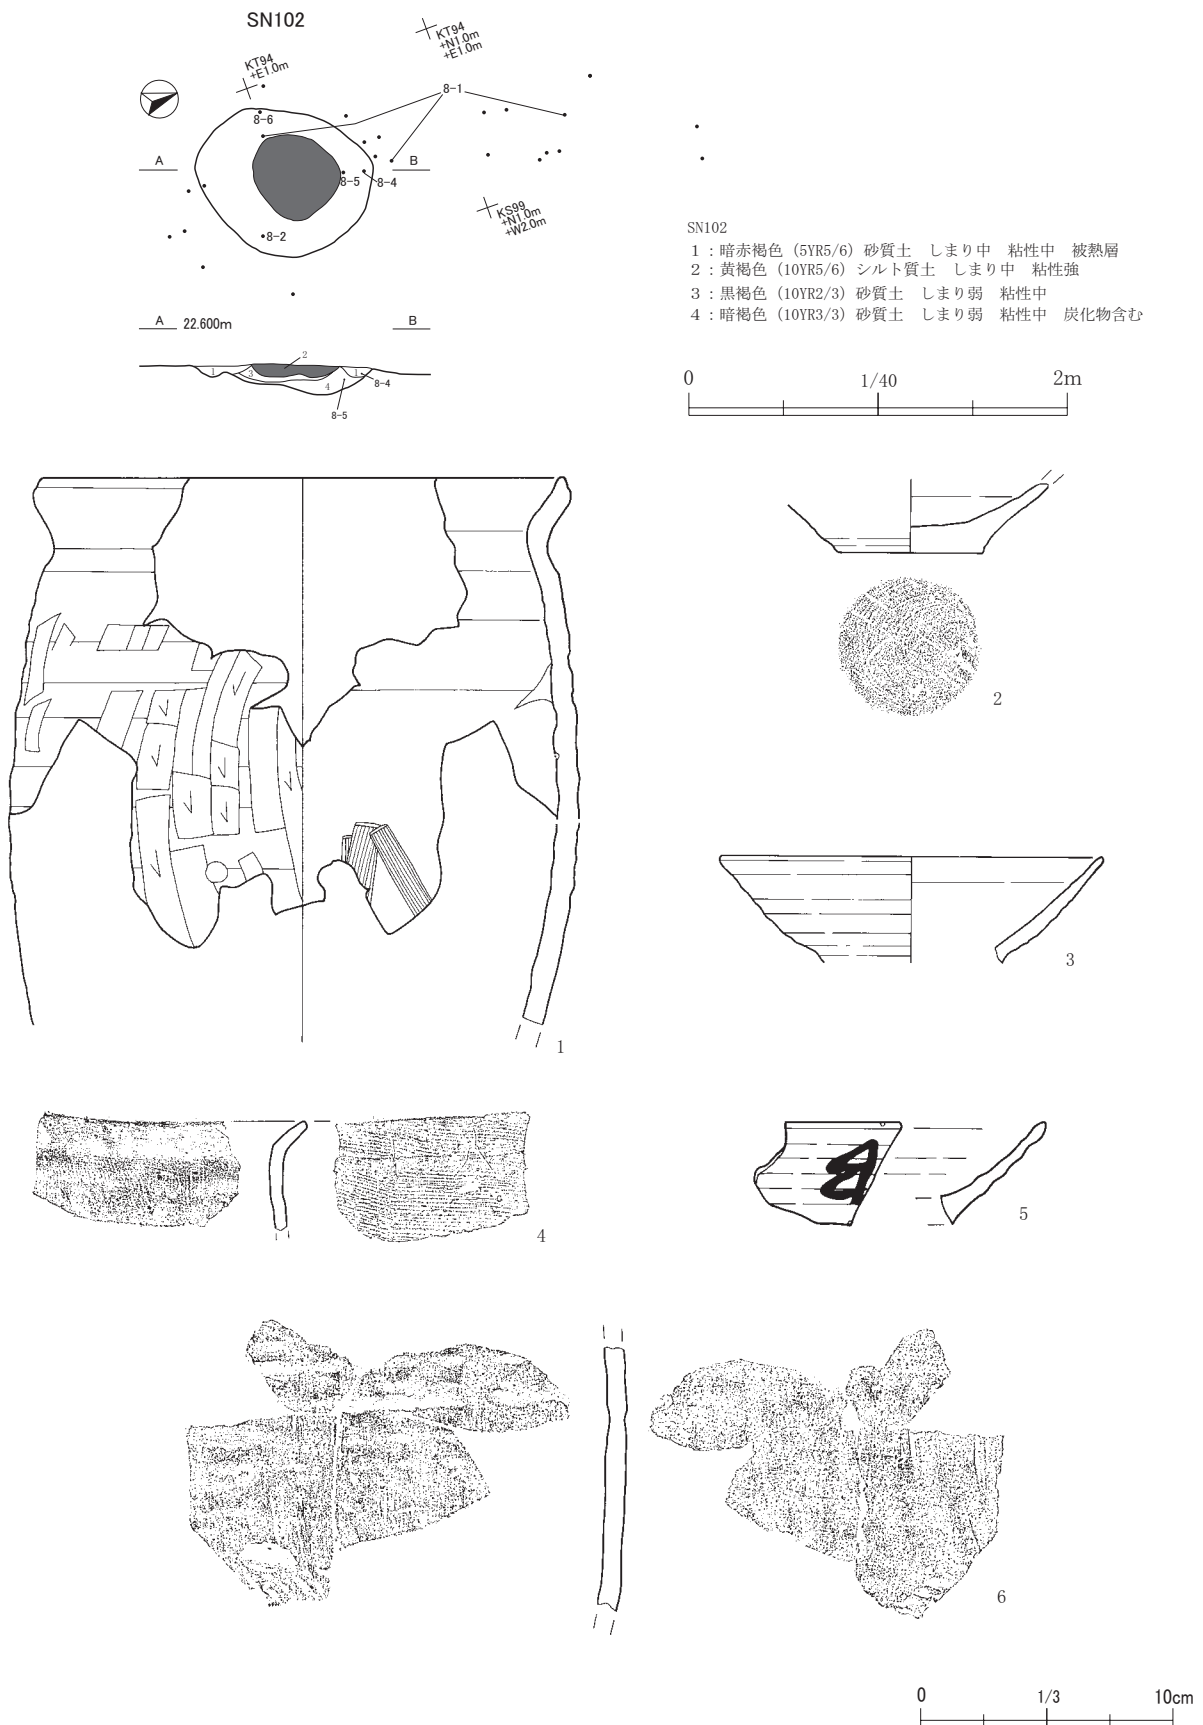 SN102
KT94
+N1.0m
+E1.0m
KT94
+E1.0m
8-1
8-6
A
B
8-5
8-4
8-2
KS99
+N1.0m
+W2.0m
A 22.600m
B
2
1
3
4
1
8-4
8-5
SN102
1：暗赤褐色（5YR5/6）砂質土　しまり中　粘性中　被熱層
2：黄褐色（10YR5/6）シルト質土　しまり中　粘性強
3：黒褐色（10YR2/3）砂質土　しまり弱　粘性中
4：暗褐色（10YR3/3）砂質土　しまり弱　粘性中　炭化物含む
0 1/40 2m
1
2
3
4
5
6
0 1/3 10cm